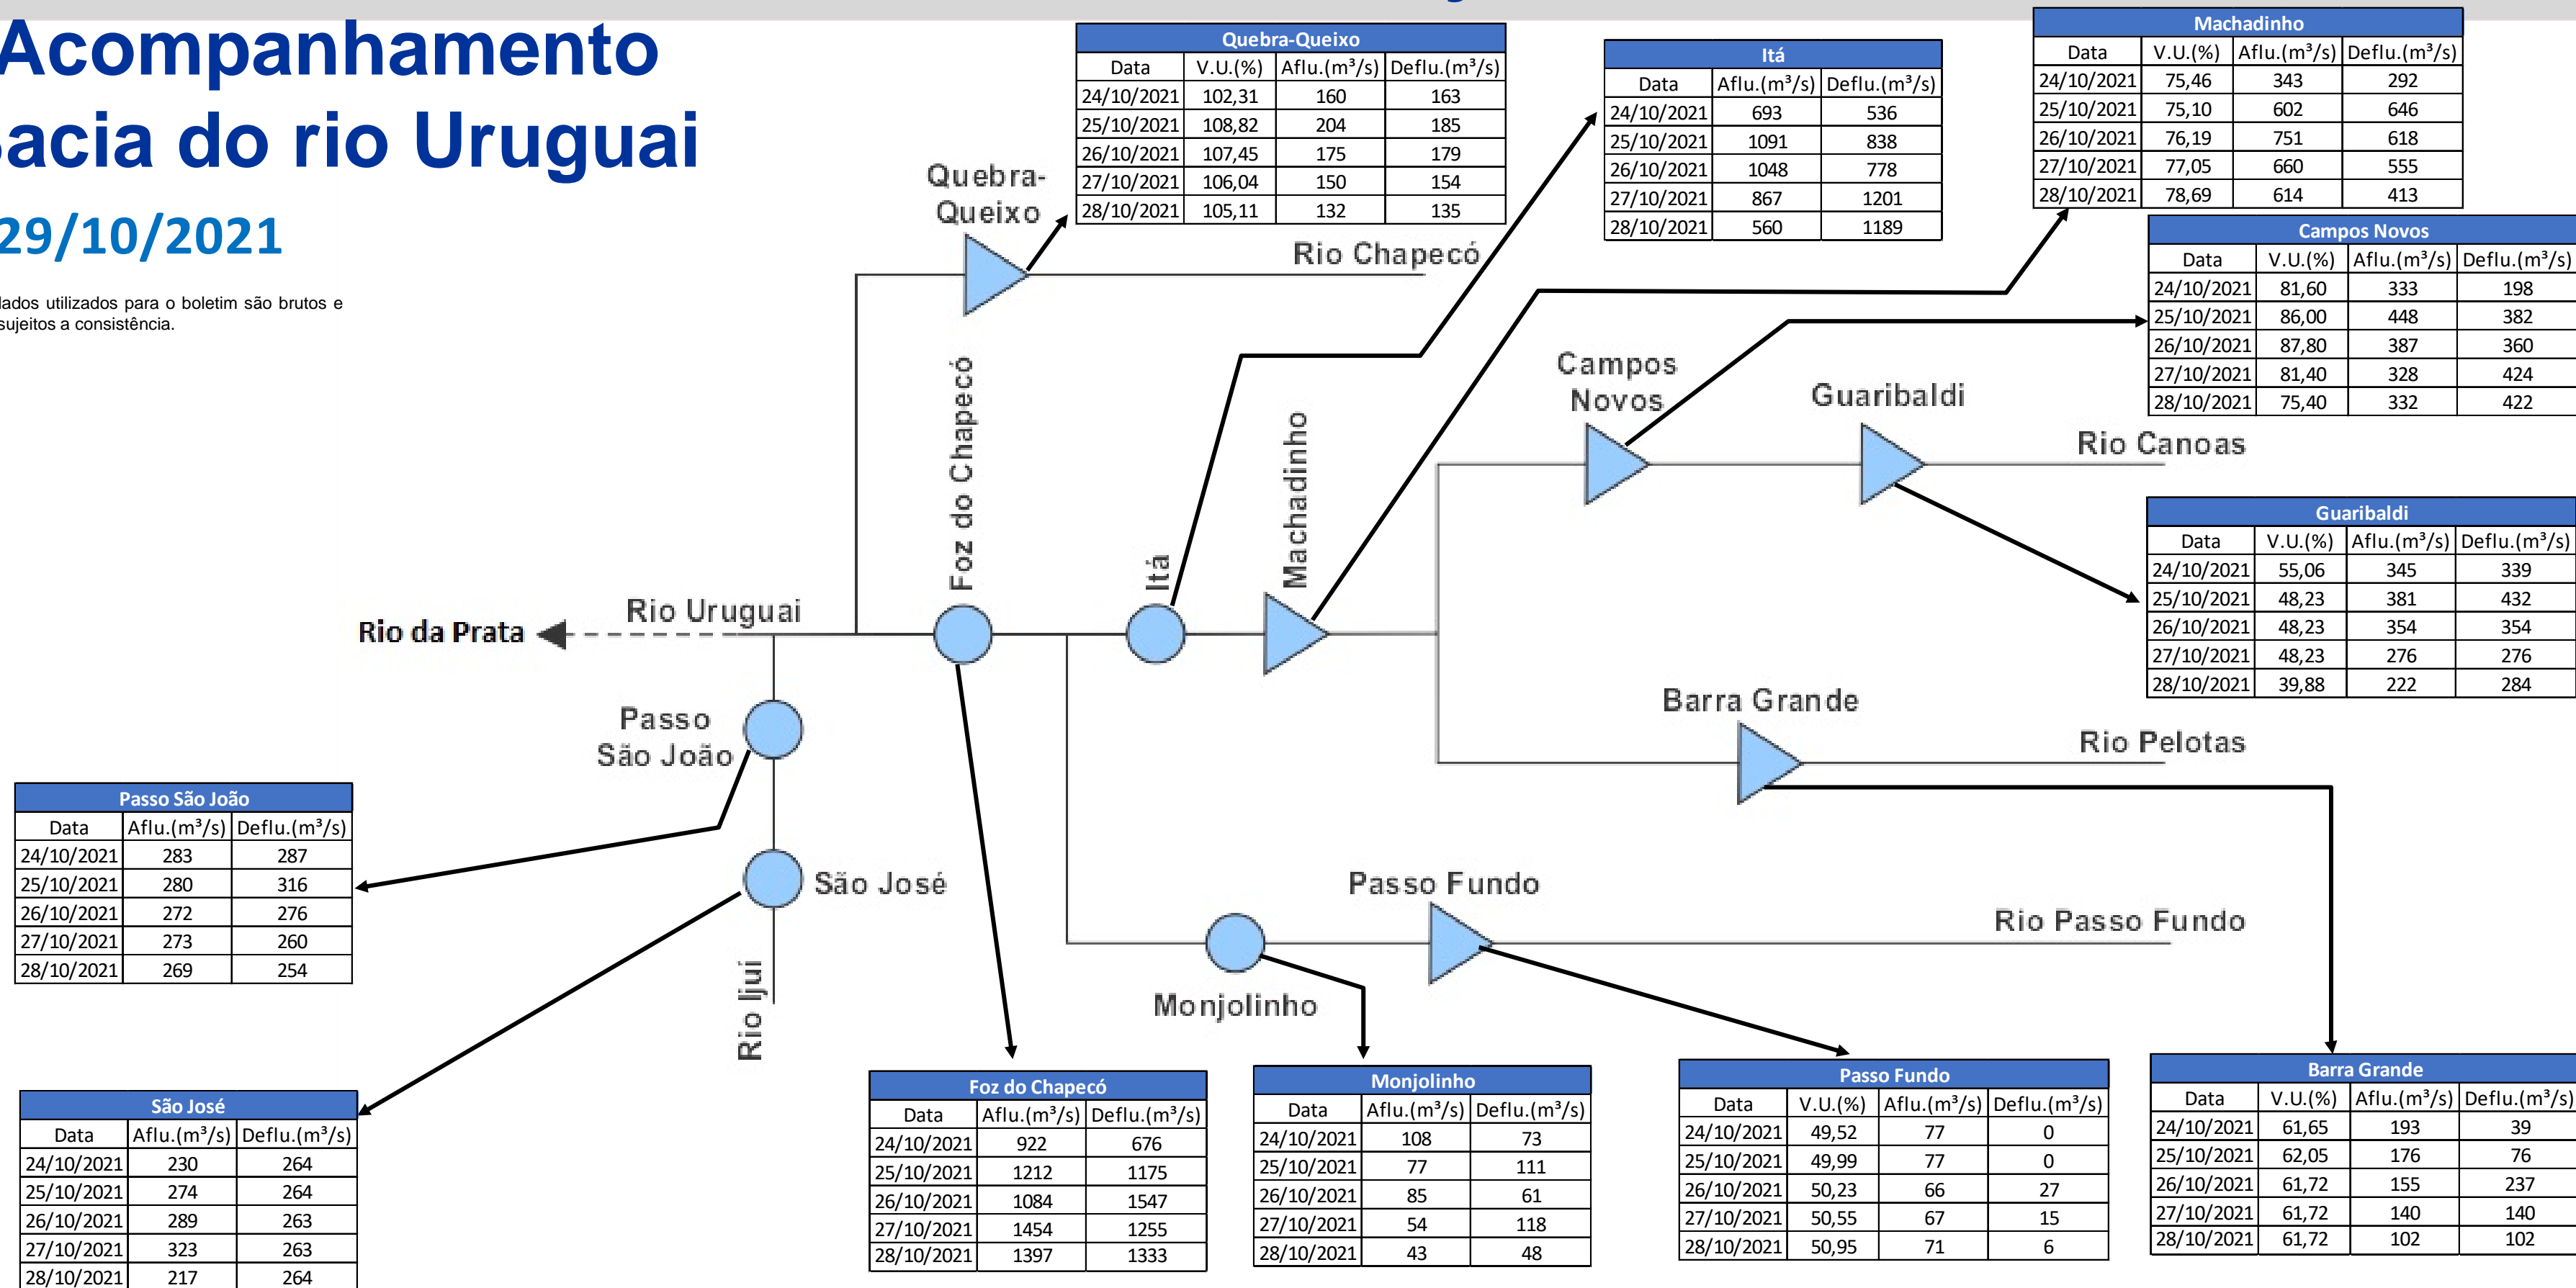 Acompanhamento
acia do rio Uruguai
29/10/2021
dados utilizados para o boletim são brutos e
sujeitos a consistência.
Quebra-Queixo
Data V.U.(%) Aflu.(m³/s) Deflu.(m³/s)
24/10/2021 102,31 160 163
25/10/2021 108,82 204 185
26/10/2021 107,45 175 179
27/10/2021 106,04 150 154
28/10/2021 105,11 132 135
Itá
Data Aflu.(m³/s) Deflu.(m³/s)
24/10/2021 693 536
25/10/2021 1091 838
26/10/2021 1048 778
27/10/2021 867 1201
28/10/2021 560 1189
Machadinho
Data V.U.(%) Aflu.(m³/s) Deflu.(m³/s)
24/10/2021 75,46 343 292
25/10/2021 75,10 602 646
26/10/2021 76,19 751 618
27/10/2021 77,05 660 555
28/10/2021 78,69 614 413
Campos Novos
Data V.U.(%) Aflu.(m³/s) Deflu.(m³/s)
24/10/2021 81,60 333 198
25/10/2021 86,00 448 382
26/10/2021 87,80 387 360
27/10/2021 81,40 328 424
28/10/2021 75,40 332 422
Quebra-
Queixo
Rio Chapecó
Foz do Chapecó
Itá
Machadinho
Campos
Novos
Guaribaldi
Rio Canoas
Guaribaldi
Data V.U.(%) Aflu.(m³/s) Deflu.(m³/s)
24/10/2021 55,06 345 339
25/10/2021 48,23 381 432
26/10/2021 48,23 354 354
27/10/2021 48,23 276 276
28/10/2021 39,88 222 284
Rio da Prata
Rio Uruguai
Barra Grande
Rio Pelotas
Passo
São João
São José
Rio Ijuí
Passo Fundo
Rio Passo Fundo
Monjolinho
Passo São João
Data Aflu.(m³/s) Deflu.(m³/s)
24/10/2021 283 287
25/10/2021 280 316
26/10/2021 272 276
27/10/2021 273 260
28/10/2021 269 254
São José
Data Aflu.(m³/s) Deflu.(m³/s)
24/10/2021 230 264
25/10/2021 274 264
26/10/2021 289 263
27/10/2021 323 263
28/10/2021 217 264
Foz do Chapecó
Data Aflu.(m³/s) Deflu.(m³/s)
24/10/2021 922 676
25/10/2021 1212 1175
26/10/2021 1084 1547
27/10/2021 1454 1255
28/10/2021 1397 1333
Monjolinho
Data Aflu.(m³/s) Deflu.(m³/s)
24/10/2021 108 73
25/10/2021 77 111
26/10/2021 85 61
27/10/2021 54 118
28/10/2021 43 48
Passo Fundo
Data V.U.(%) Aflu.(m³/s) Deflu.(m³/s)
24/10/2021 49,52 77 0
25/10/2021 49,99 77 0
26/10/2021 50,23 66 27
27/10/2021 50,55 67 15
28/10/2021 50,95 71 6
Barra Grande
Data V.U.(%) Aflu.(m³/s) Deflu.(m³/s)
24/10/2021 61,65 193 39
25/10/2021 62,05 176 76
26/10/2021 61,72 155 237
27/10/2021 61,72 140 140
28/10/2021 61,72 102 102